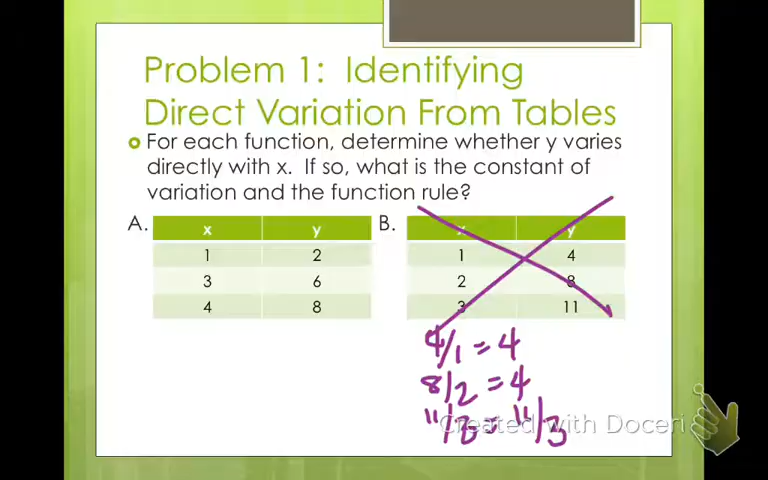 Problem 1: Identifying
Direct Variation From Tables
For each function, determine whether y varies
directly with x. If so, what is the constant of
variation and the function rule?
A.
x y
1 2
3 6
4 8
B.
x y
1 4
2 8
3 11
4/1 = 4
8/2 = 4
11/3 = 11/3
Created with Doceri